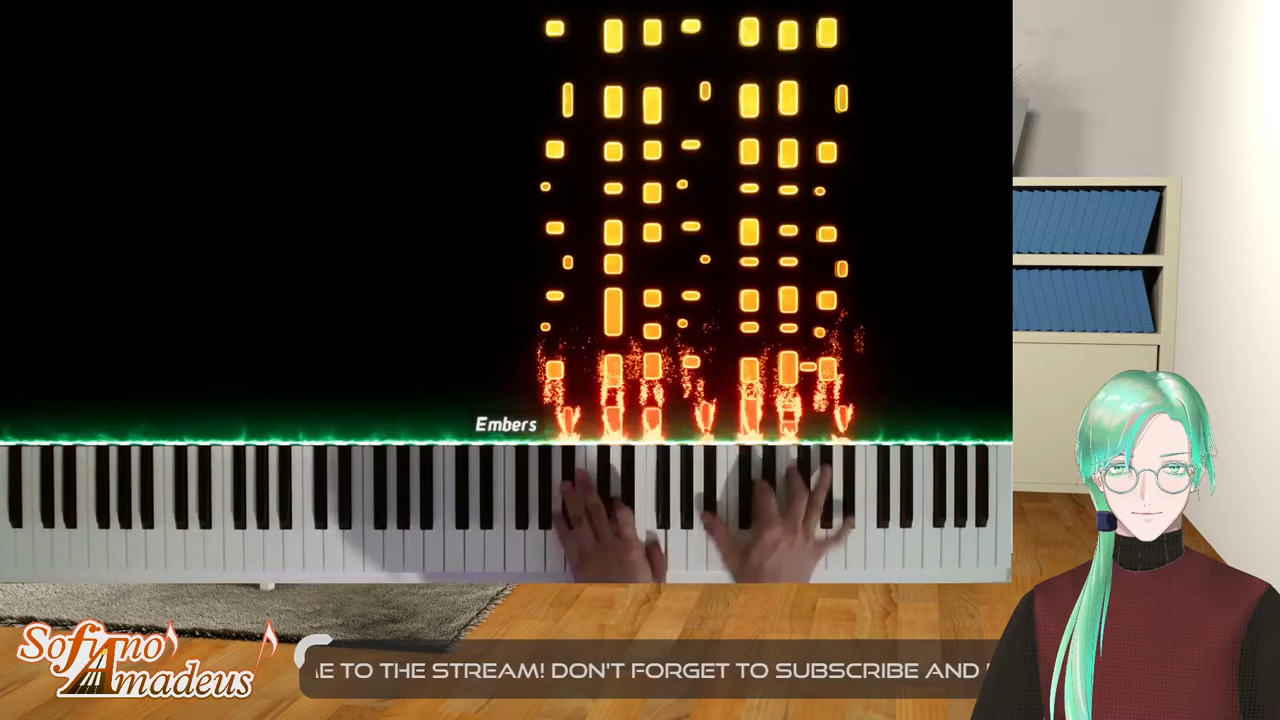 Embers
Sofiano
Amadeus
E TO THE STREAM! DON'T FORGET TO SUBSCRIBE AND